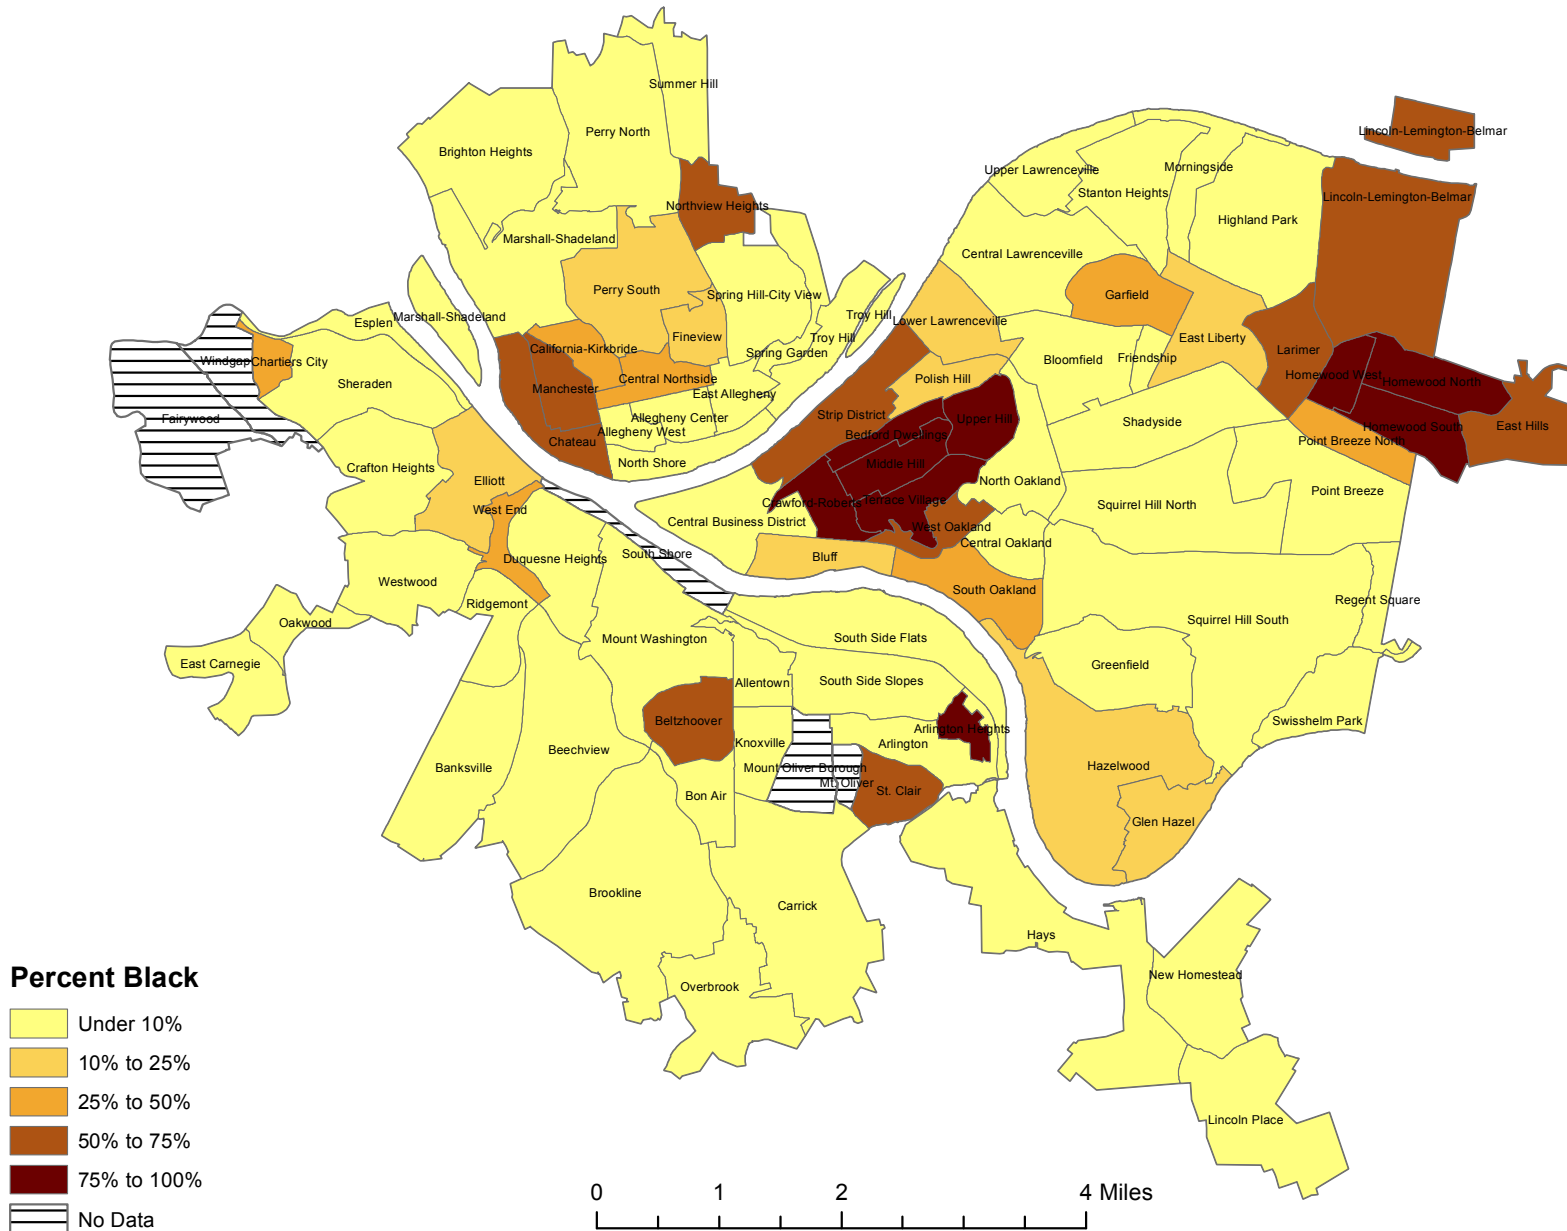 Summer Hill
Perry North
Brighton Heights
Lincoln-Lemington-Belmar
Upper Lawrenceville
Morningside
Stanton Heights
Lincoln-Lemington-Belmar
Northview Heights
Highland Park
Marshall-Shadeland
Central Lawrenceville
Perry South
Spring Hill-City View
Garfield
Marshall-Shadeland
Troy Hill
Esplen
Lower Lawrenceville
Fineview
Troy Hill
East Liberty
California-Kirkbride
Spring Garden
Larimer
Windgap
Chartiers City
Bloomfield
Friendship
Homewood West
Homewood North
Sheraden
Manchester
Central Northside
Polish Hill
East Allegheny
Fairywood
Allegheny Center
Strip District
Upper Hill
Shadyside
Homewood South
East Hills
Allegheny West
Bedford Dwellings
Chateau
Point Breeze North
North Shore
Middle Hill
Crafton Heights
Elliott
North Oakland
Point Breeze
Crawford-Roberts
Terrace Village
Squirrel Hill North
West End
Central Business District
West Oakland
Central Oakland
South Shore
Bluff
Duquesne Heights
Westwood
South Oakland
Ridgemont
Regent Square
Oakwood
Squirrel Hill South
Mount Washington
South Side Flats
East Carnegie
Greenfield
Allentown
South Side Slopes
Beltzhoover
Swisshelm Park
Arlington Heights
Knoxville
Arlington
Beechview
Banksville
Mount Oliver Borough
Hazelwood
Mt. Oliver
St. Clair
Bon Air
Glen Hazel
Brookline
Carrick
Hays
New Homestead
Overbrook
Lincoln Place
Percent Black
Under 10%
10% to 25%
25% to 50%
50% to 75%
75% to 100%
No Data
0 1 2 4 Miles